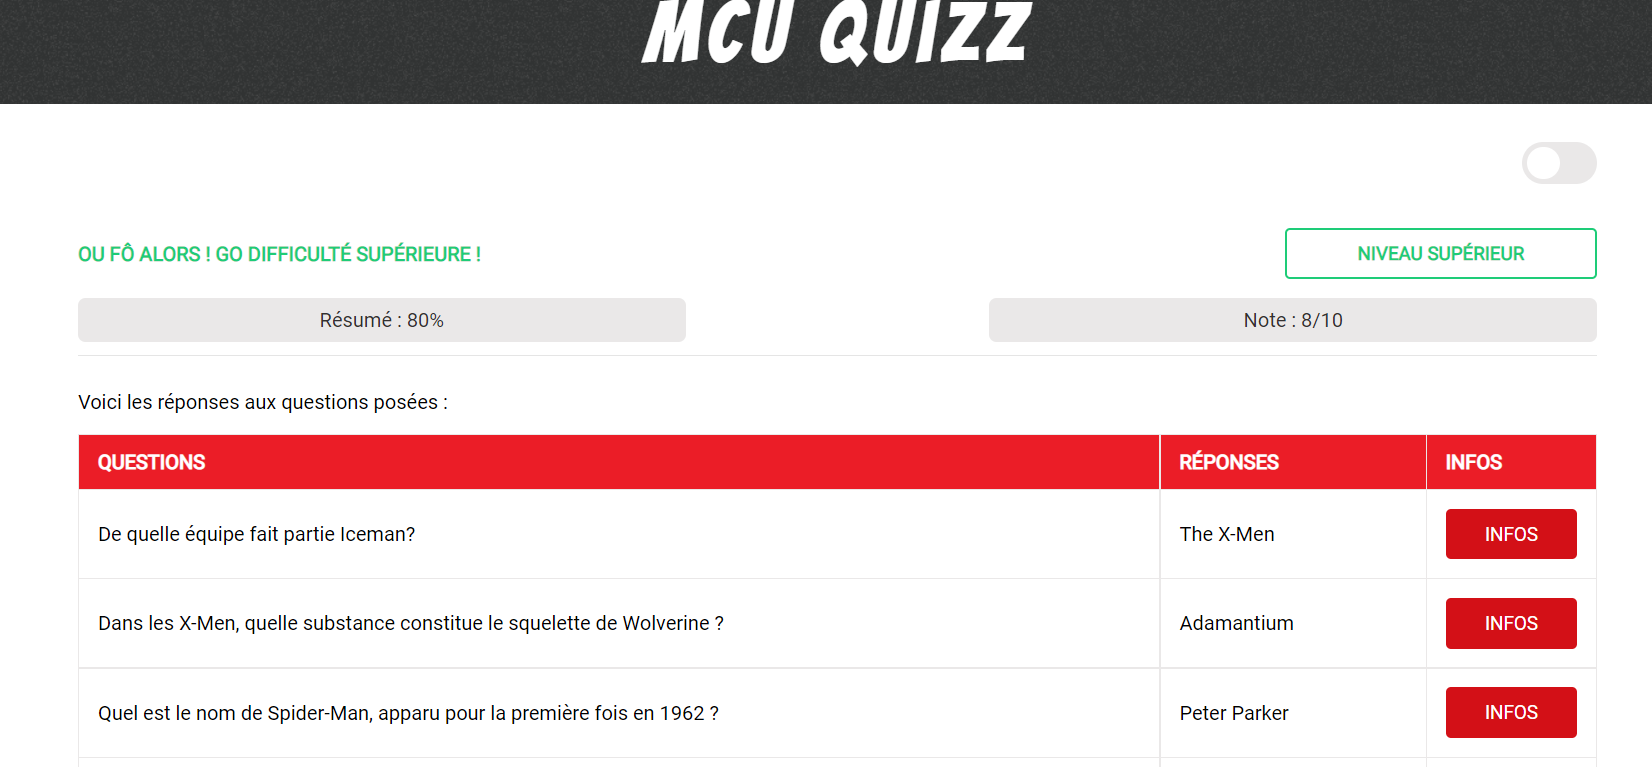 MCU QUIZZ
OU FÔ ALORS ! GO DIFFICULTÉ SUPÉRIEURE !
NIVEAU SUPÉRIEUR
Résumé : 80%
Note : 8/10
Voici les réponses aux questions posées :
QUESTIONS RÉPONSES INFOS
De quelle équipe fait partie Iceman? The X-Men INFOS
Dans les X-Men, quelle substance constitue le squelette de Wolverine ? Adamantium INFOS
Quel est le nom de Spider-Man, apparu pour la première fois en 1962 ? Peter Parker INFOS